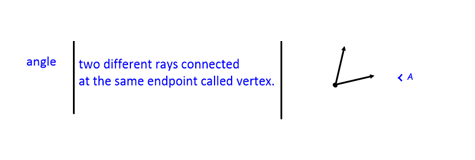 angle
two different rays connected
at the same endpoint called vertex.
< A